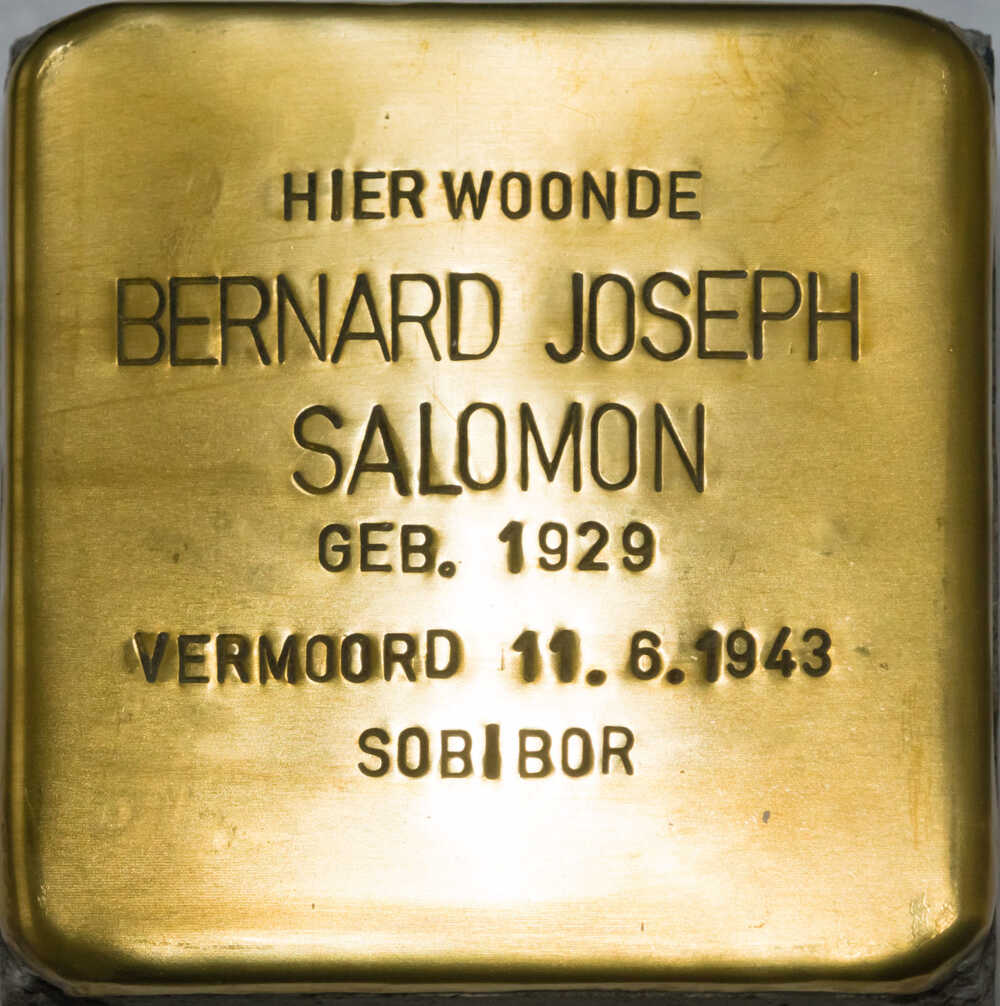 HIER WOONDE
BERNARD JOSEPH
SALOMON
GEB. 1929
VERMOORD 11.6.1943
SOBIBOR